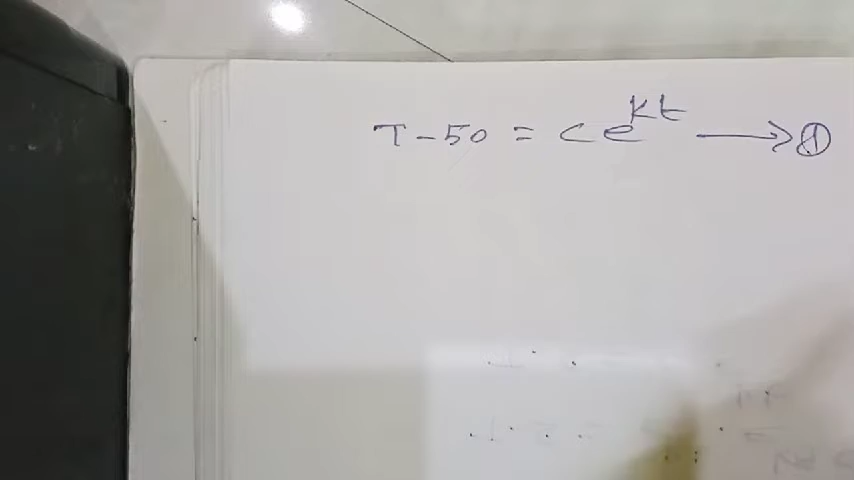 T - 50 = ce^kt → ①